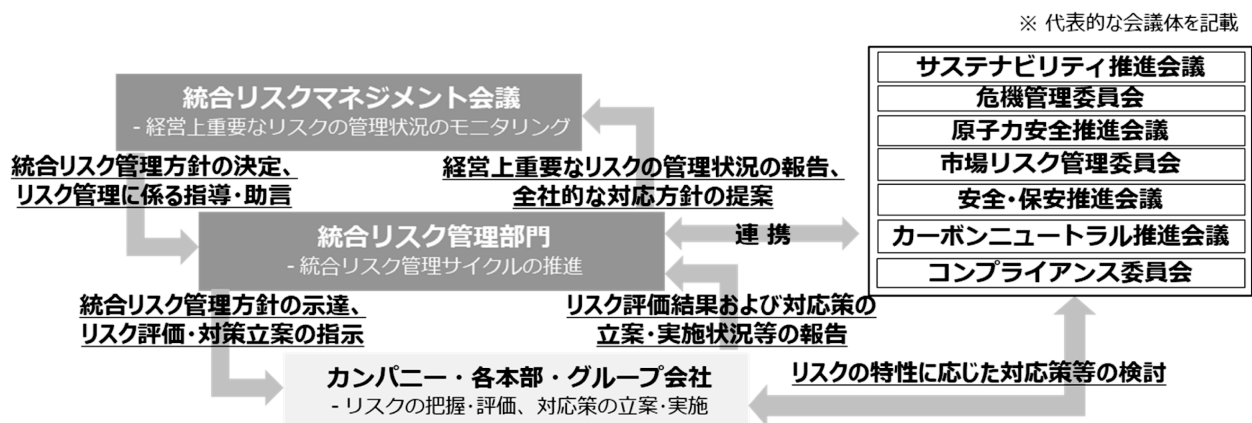 ※ 代表的な会議体を記載
サステナビリティ推進会議
危機管理委員会
原子力安全推進会議
市場リスク管理委員会
安全・保安推進会議
カーボンニュートラル推進会議
コンプライアンス委員会
統合リスクマネジメント会議
- 経営上重要なリスクの管理状況のモニタリング
統合リスク管理方針の決定、
リスク管理に係る指導・助言
経営上重要なリスクの管理状況の報告、
全社的な対応方針の提案
統合リスク管理部門
- 統合リスク管理サイクルの推進
連 携
統合リスク管理方針の示達、
リスク評価・対策立案の指示
リスク評価結果および対応策の
立案・実施状況等の報告
カンパニー・各本部・グループ会社
- リスクの把握・評価、対応策の立案・実施
リスクの特性に応じた対応策等の検討